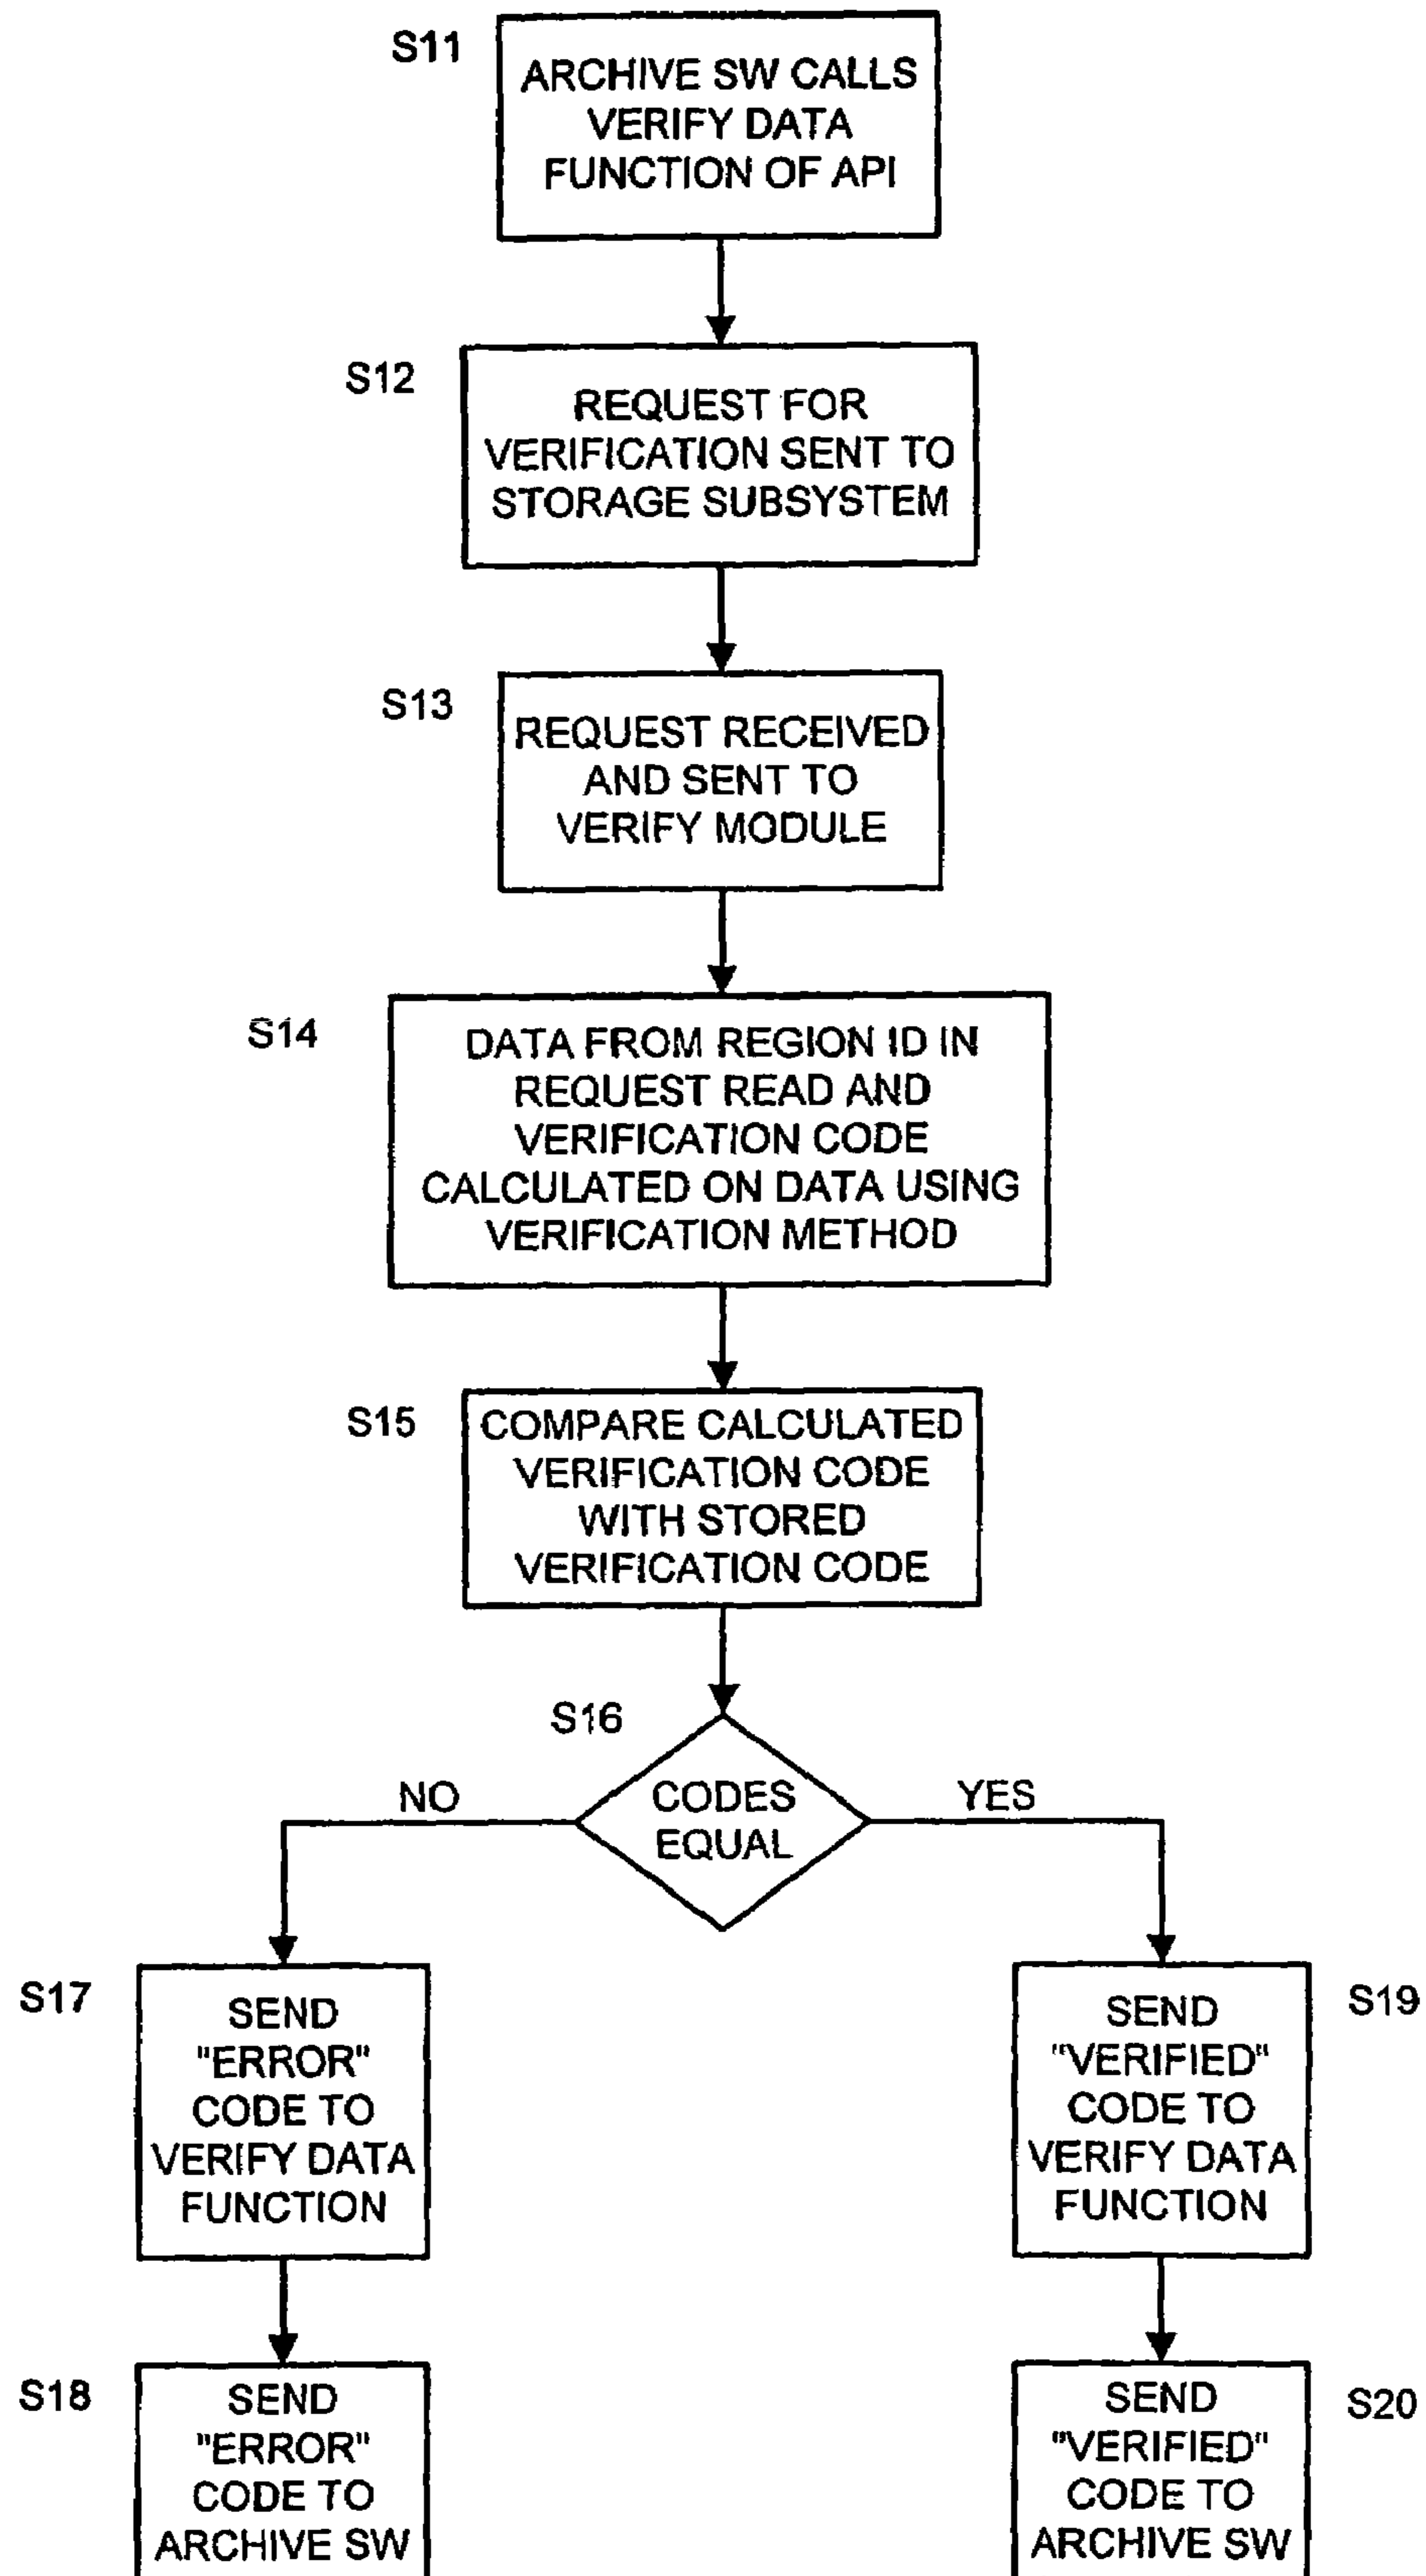 S11
ARCHIVE SW CALLS
VERIFY DATA
FUNCTION OF API
S12
REQUEST FOR
VERIFICATION SENT TO
STORAGE SUBSYSTEM
S13
REQUEST RECEIVED
AND SENT TO
VERIFY MODULE
S14
DATA FROM REGION ID IN
REQUEST READ AND
VERIFICATION CODE
CALCULATED ON DATA USING
VERIFICATION METHOD
S15
COMPARE CALCULATED
VERIFICATION CODE
WITH STORED
VERIFICATION CODE
S16
CODES
EQUAL
NO
YES
S17
SEND
"ERROR"
CODE TO
VERIFY DATA
FUNCTION
S19
SEND
"VERIFIED"
CODE TO
VERIFY DATA
FUNCTION
S18
SEND
"ERROR"
CODE TO
ARCHIVE SW
S20
SEND
"VERIFIED"
CODE TO
ARCHIVE SW